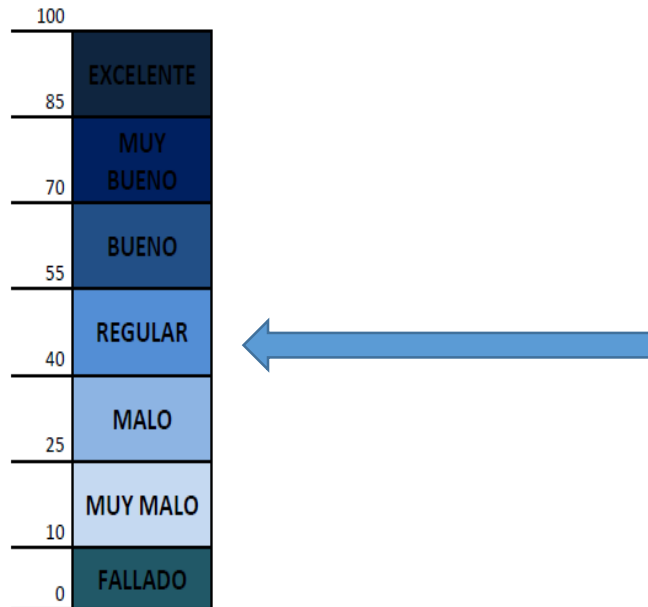 100
EXCELENTE
85
MUY
BUENO
70
BUENO
55
REGULAR
40
MALO
25
MUY MALO
10
FALLADO
0